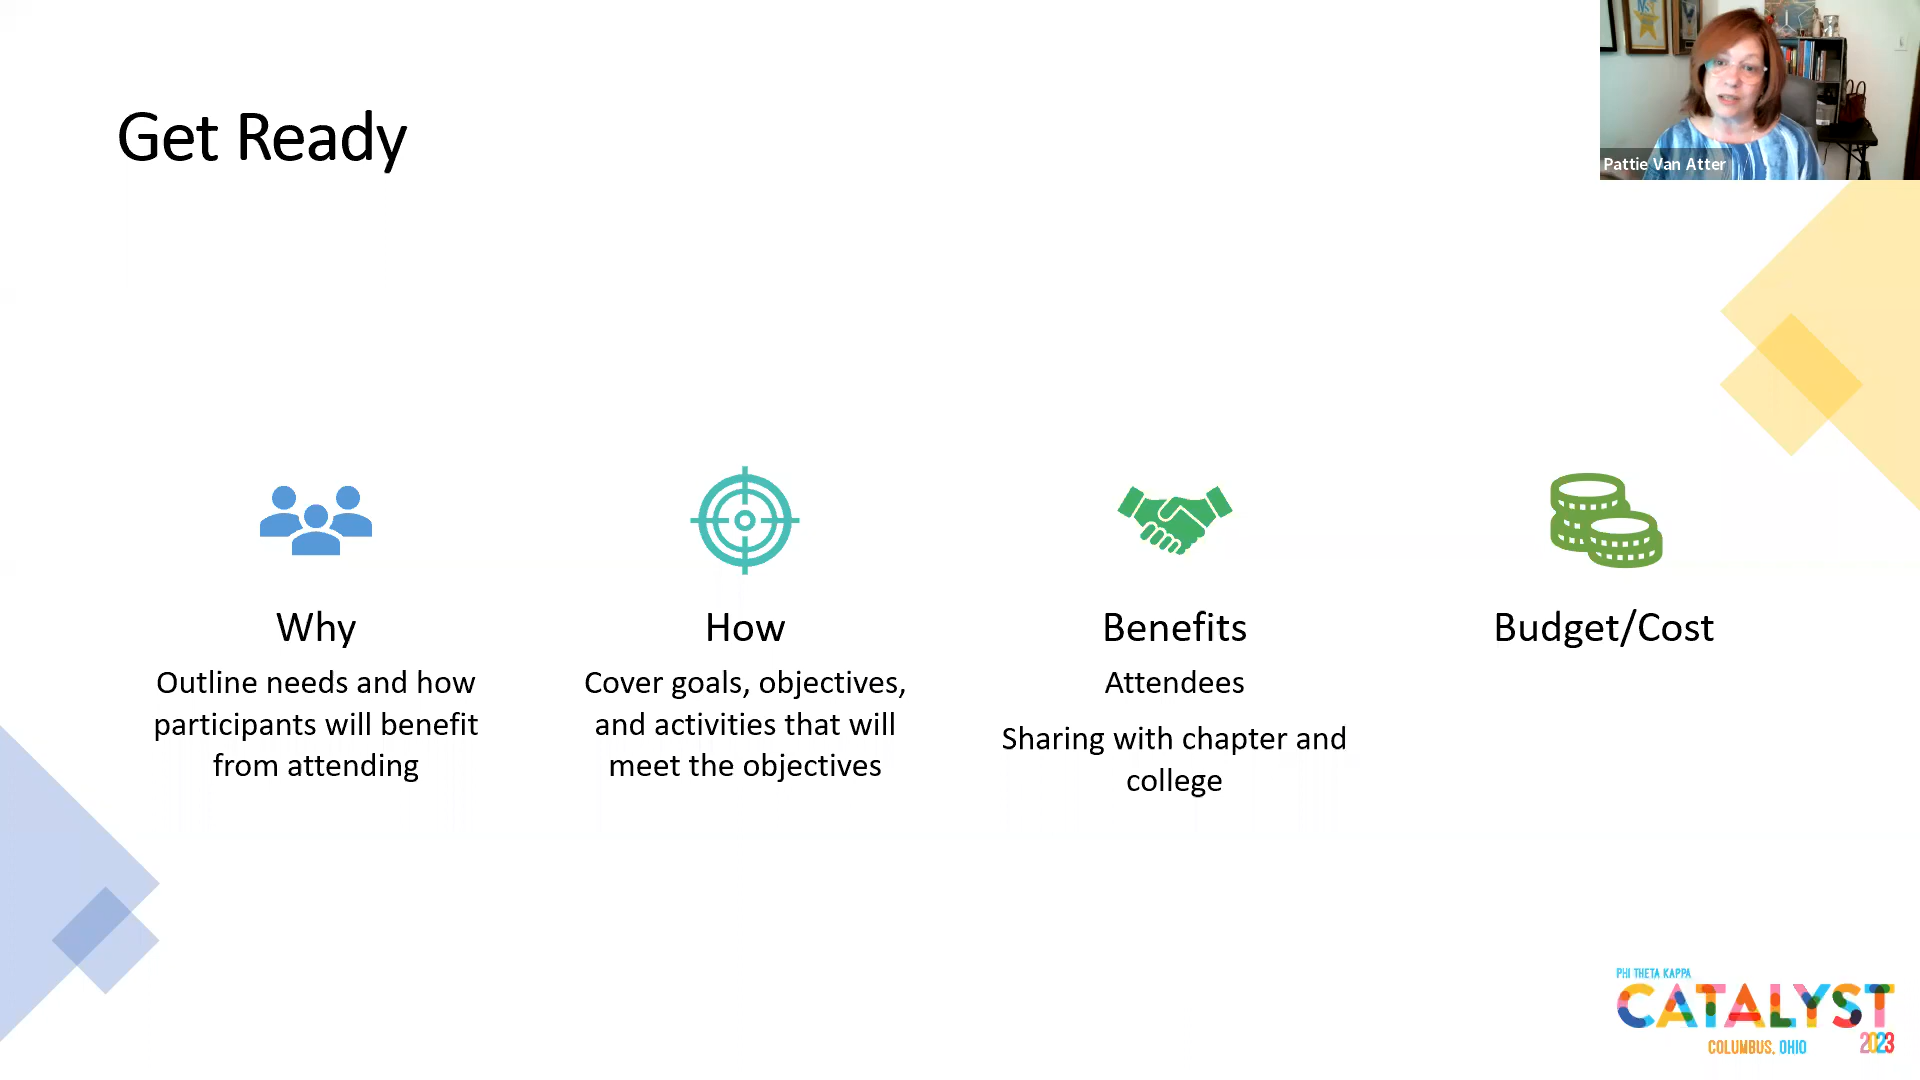 Get Ready
Pattie Van Atter
Why
Outline needs and how
participants will benefit
from attending
How
Cover goals, objectives,
and activities that will
meet the objectives
Benefits
Attendees
Sharing with chapter and
college
Budget/Cost
PHI THETA KAPPA
CATALYST
COLUMBUS, OHIO
2023